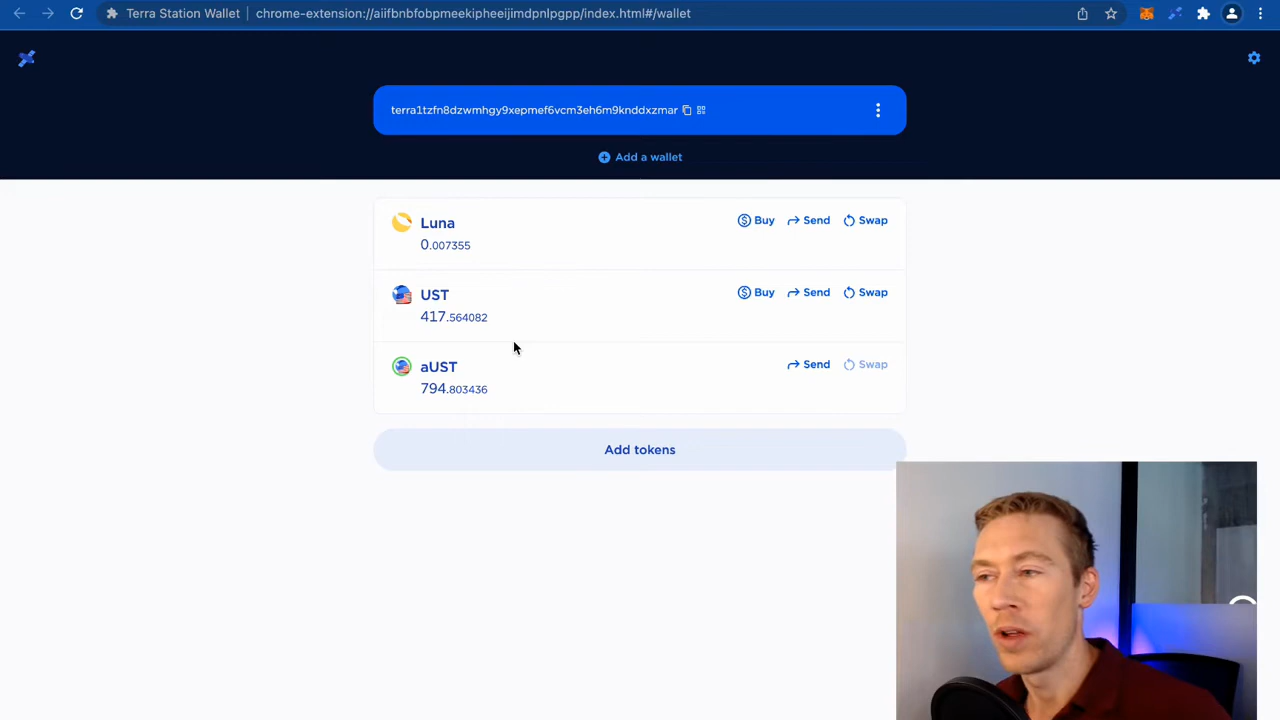 Terra Station Wallet
chrome-extension://aiifbnbfobpmeekipheeijimdpnlpgpp/index.html#/wallet
terra1tzfn8dzwmhgy9xepmef6vcm3eh6m9knddxzmar
Add a wallet
Luna
Buy Send Swap
0.007355
UST
Buy Send Swap
417.564082
aUST
Send Swap
794.803436
Add tokens